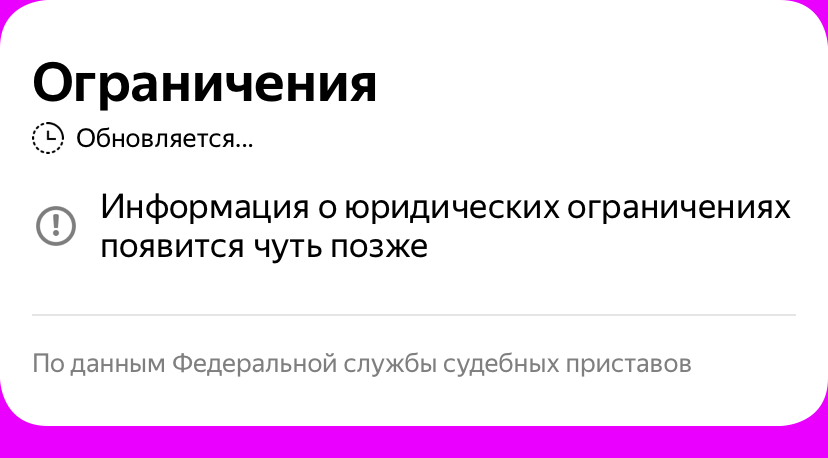 Ограничения
Обновляется...
Информация о юридических ограничениях
появится чуть позже
По данным Федеральной службы судебных приставов